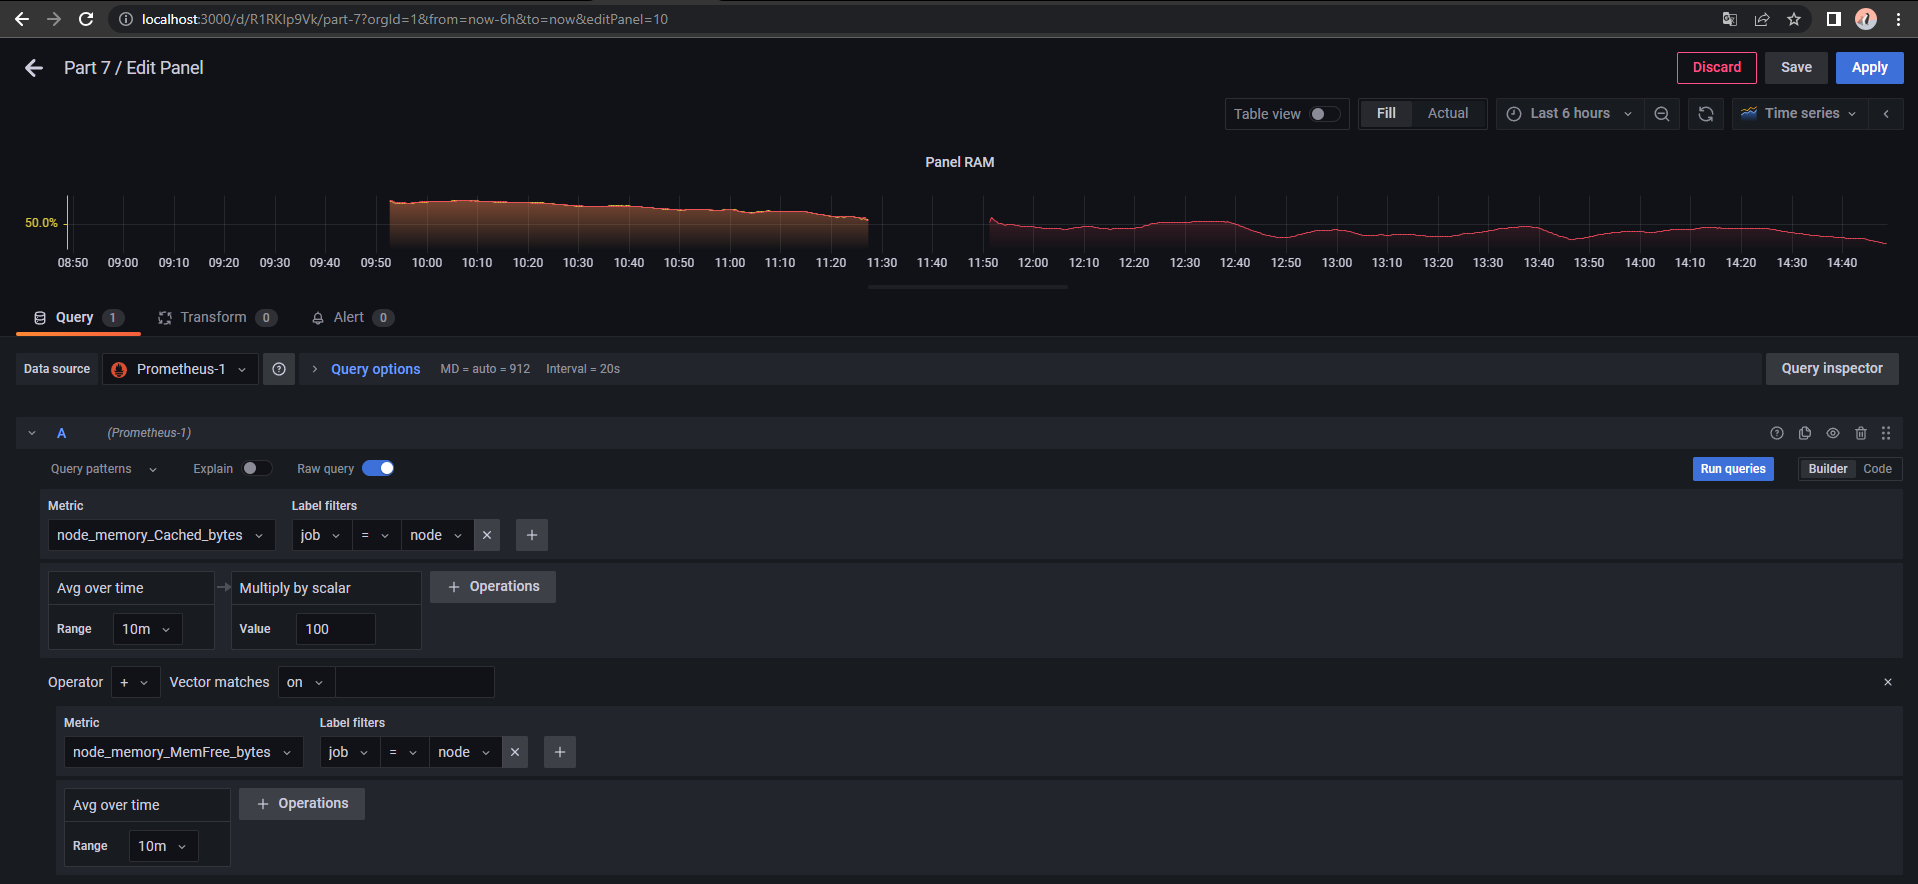 localhost:3000/d/R1RKlp9Vk/part-7?orgId=1&from=now-6h&to=now&editPanel=10
Part 7 / Edit Panel
Discard Save Apply
Table view Fill Actual Last 6 hours Time series
Panel RAM
50.0%
08:50 09:00 09:10 09:20 09:30 09:40 09:50 10:00 10:10 10:20 10:30 10:40 10:50 11:00 11:10 11:20 11:30 11:40 11:50 12:00 12:10 12:20 12:30 12:40 12:50 13:00 13:10 13:20 13:30 13:40 13:50 14:00 14:10 14:20 14:30 14:40
Query 1 Transform 0 Alert 0
Data source Prometheus-1 Query options MD = auto = 912 Interval = 20s Query inspector
A (Prometheus-1)
Query patterns Explain Raw query Run queries Builder Code
Metric Label filters
node_memory_Cached_bytes job = node
Avg over time Multiply by scalar + Operations
Range 10m Value 100
Operator + Vector matches on
Metric Label filters
node_memory_MemFree_bytes job = node
Avg over time + Operations
Range 10m